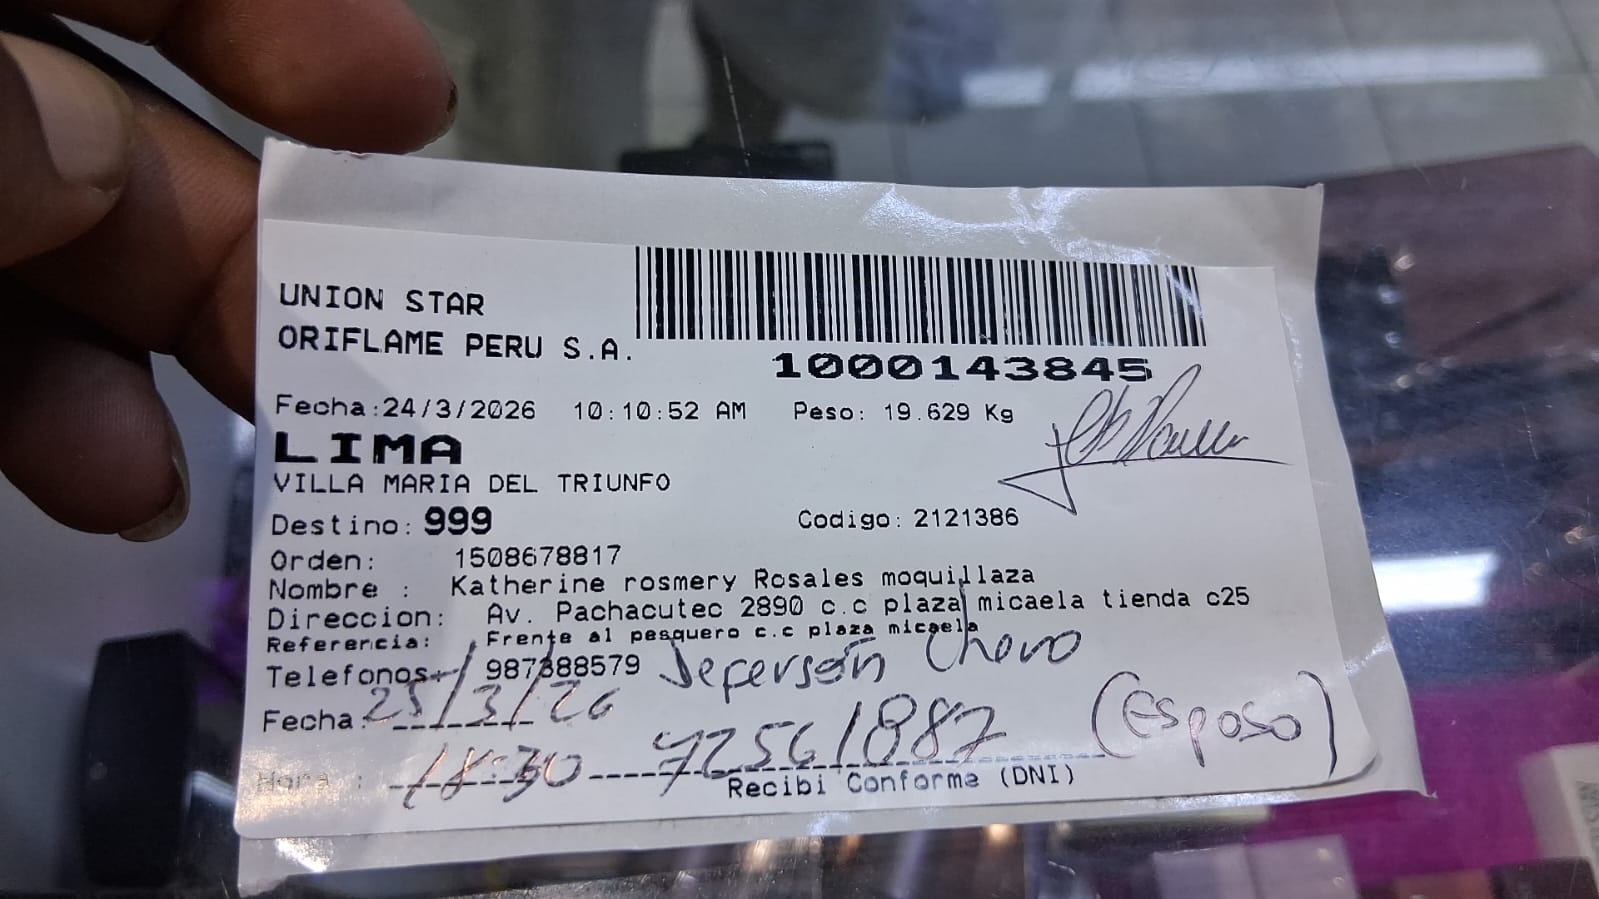 UNION STAR
ORIFLAME PERU S.A.
1000143845
Fecha:24/3/2026 10:10:52 AM Peso: 19.629 Kg
LIMA
VILLA MARIA DEL TRIUNFO
Destino: 999 Codigo: 2121386
Orden: 1508678817
Nombre : Katherine rosmery Rosales moquillaza
Direccion: Av. Pachacutec 2890 c.c plaza micaela tienda c25
Referencia: Frente al pesquero c.c plaza micaela
Telefonos 987388579 Jeferson
Fecha: 25/3/26 (Esposo)
Hora : 18:30 72561887
Recibi Conforme (DNI)